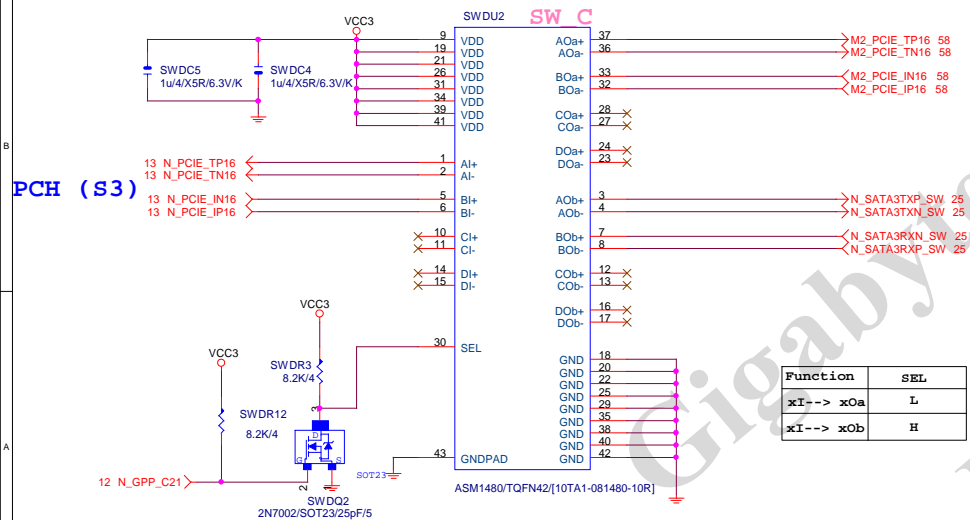 SWDU2
SW_C
VCC3
SWDC5
1u/4/X5R/6.3V/K
SWDC4
1u/4/X5R/6.3V/K
9 VDD
19 VDD
21 VDD
26 VDD
31 VDD
34 VDD
39 VDD
41 VDD
AOa+ 37 M2_PCIE_TP16 58
AOa- 36 M2_PCIE_TN16 58
BOa+ 33 M2_PCIE_IN16 58
BOa- 32 M2_PCIE_IP16 58
COa+ 28
COa- 27
DOa+ 24
DOa- 23
B
PCH (S3)
13 N_PCIE_TP16 1 AI+
13 N_PCIE_TN16 2 AI-
13 N_PCIE_IN16 5 BI+
13 N_PCIE_IP16 6 BI-
10 CI+
11 CI-
14 DI+
15 DI-
AOb+ 3 N_SATA3TXP_SW 25
AOb- 4 N_SATA3TXN_SW 25
BOb+ 7 N_SATA3RXN_SW 25
BOb- 8 N_SATA3RXP_SW 25
COb+ 12
COb- 13
DOb+ 16
DOb- 17
VCC3
SWDR3
8.2K/4
30 SEL
VCC3
SWDR12
8.2K/4
3
D
G
S
2
1
12 N_GPP_C21
SWDQ2
2N7002/SOT23/25pF/5
SOT23
43 GNDPAD
GND 18
GND 20
GND 22
GND 25
GND 29
GND 35
GND 38
GND 40
GND 42
ASM1480/TQFN42/[10TA1-081480-10R]
A
Function SEL
xI--> xOa L
xI--> xOb H
Gigabyte